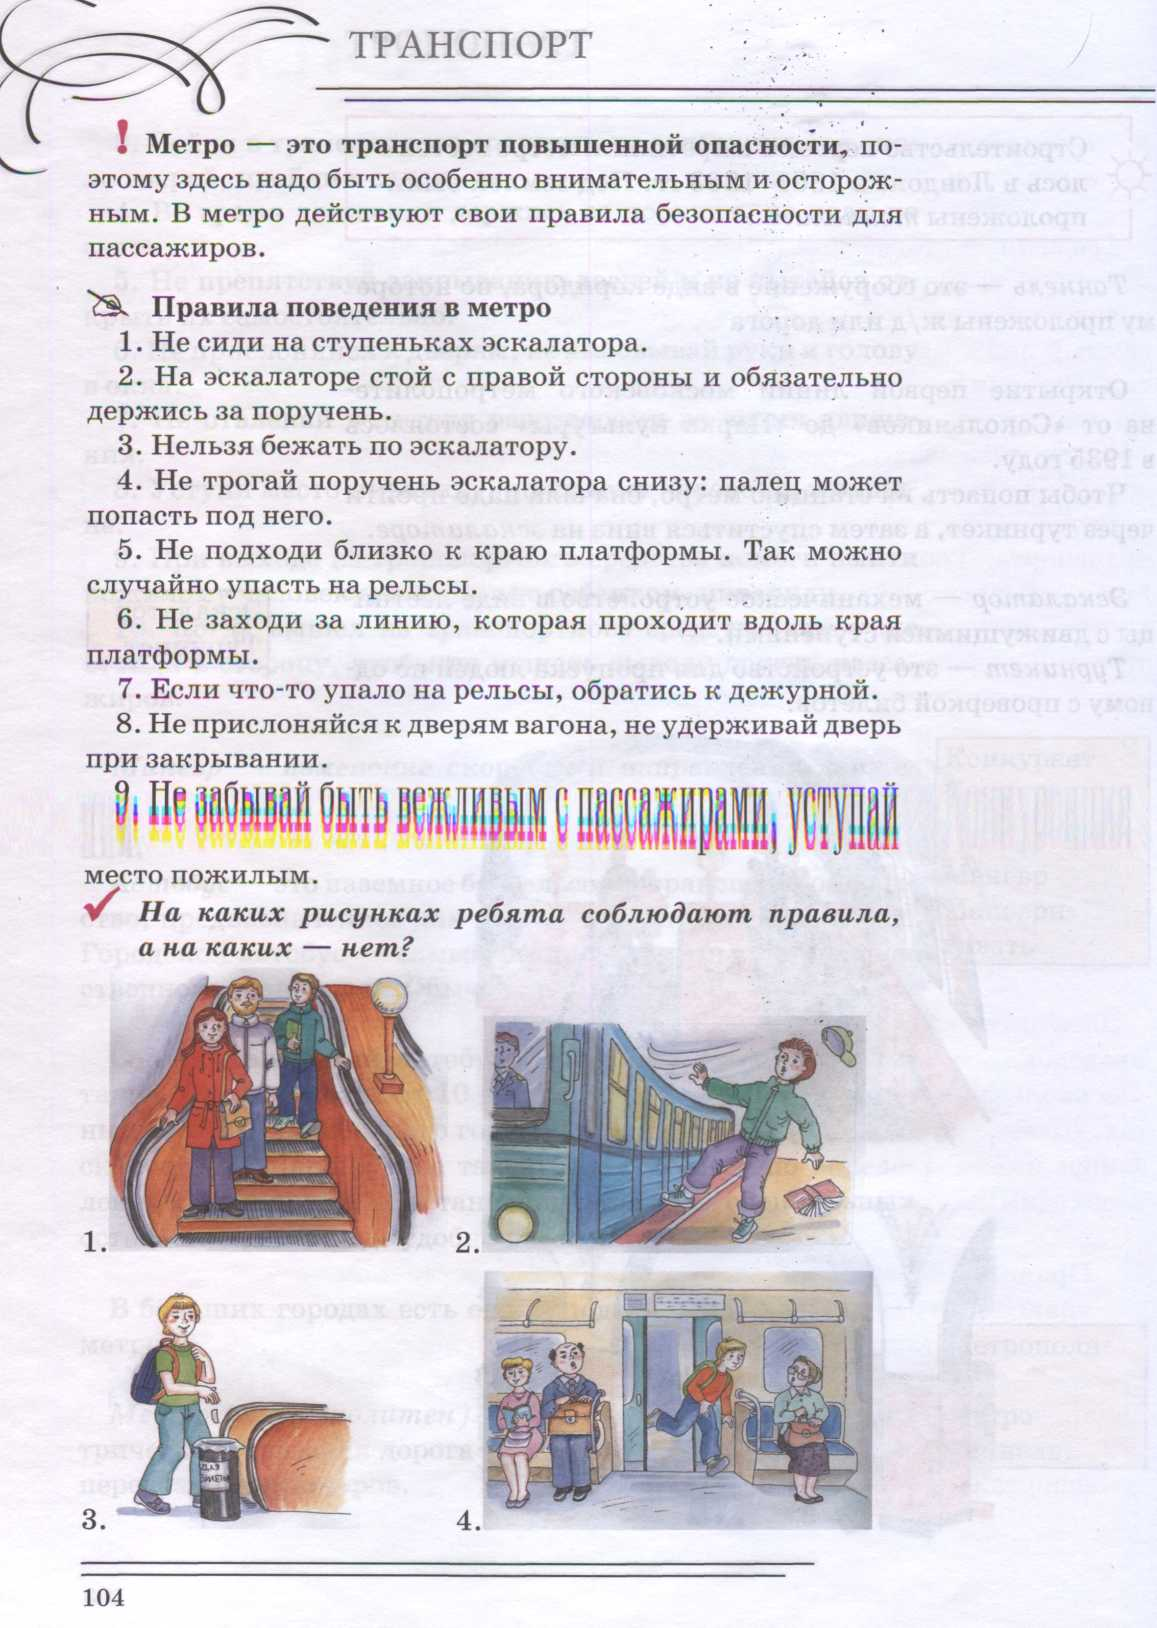 ТРАНСПОРТ
! Метро — это транспорт повышенной опасности, по-
этому здесь надо быть особенно внимательным и осторож-
ным. В метро действуют свои правила безопасности для
пассажиров.
Правила поведения в метро
1. Не сиди на ступеньках эскалатора.
2. На эскалаторе стой с правой стороны и обязательно
держись за поручень.
3. Нельзя бежать по эскалатору.
4. Не трогай поручень эскалатора снизу: палец может
попасть под него.
5. Не подходи близко к краю платформы. Так можно
случайно упасть на рельсы.
6. Не заходи за линию, которая проходит вдоль края
платформы.
7. Если что-то упало на рельсы, обратись к дежурной.
8. Не прислоняйся к дверям вагона, не удерживай дверь
при закрывании.
9. Не забывай быть вежливым с пассажирами, уступай
место пожилым.
На каких рисунках ребята соблюдают правила,
а на каких — нет?
1.
2.
ДЛЯ
3.
4.
104